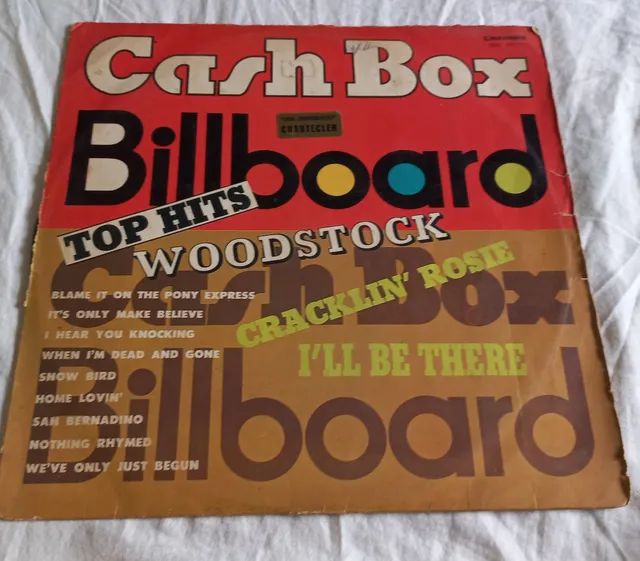 Cash Box
Billboard
CUADTECLER
TOP HITS
WOODSTOCK
Cash Box
CRACKLIN' ROSIE
I'LL BE THERE
BLAME IT ON THE PONY EXPRESS
IT'S ONLY MAKE BELIEVE
I HEAR YOU KNOCKING
WHEN I'M DEAD AND GONE
SNOW BIRD
HOME LOVIN'
SAN BERNADINO
NOTHING RHYMED
WE'VE ONLY JUST BEGUN
Billboard